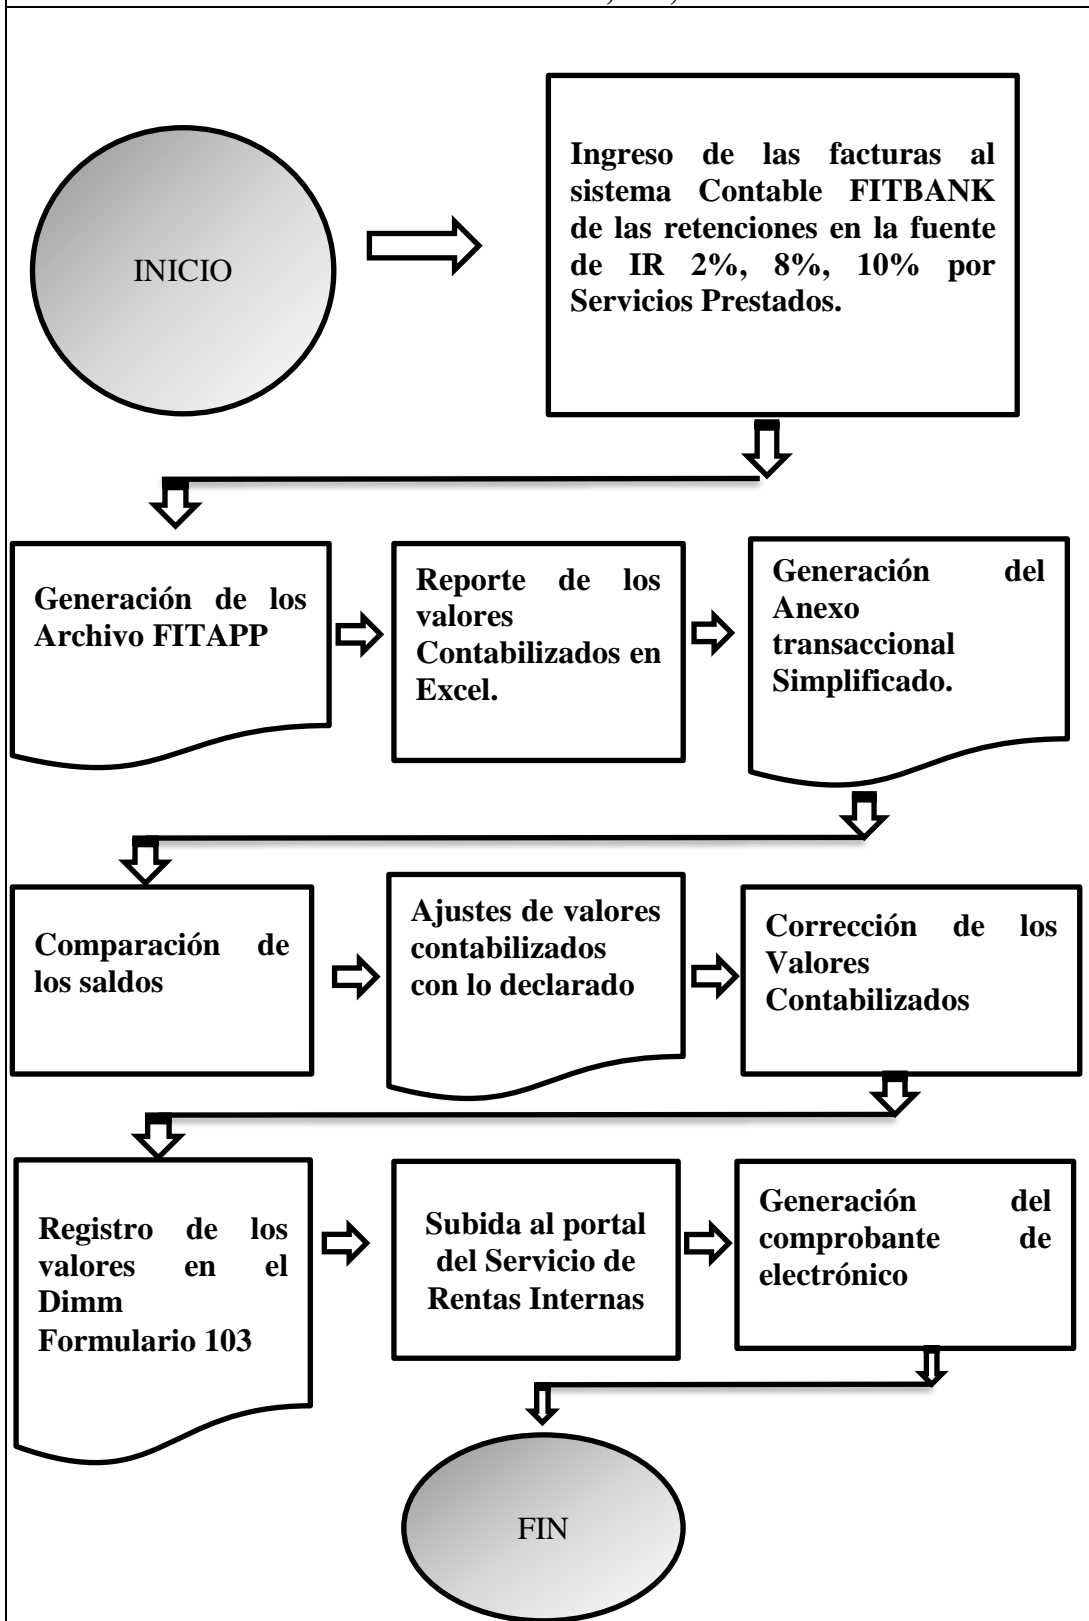 INICIO
Ingreso de las facturas al
sistema Contable FITBANK
de las retenciones en la fuente
de IR 2%, 8%, 10% por
Servicios Prestados.
Generación de los
Archivo FITAPP
Reporte de los
valores
Contabilizados en
Excel.
Generación del
Anexo
transaccional
Simplificado.
Comparación de
los saldos
Ajustes de valores
contabilizados
con lo declarado
Corrección de los
Valores
Contabilizados
Registro de los
valores en el
Dimm
Formulario 103
Subida al portal
del Servicio de
Rentas Internas
Generación del
comprobante de
electrónico
FIN